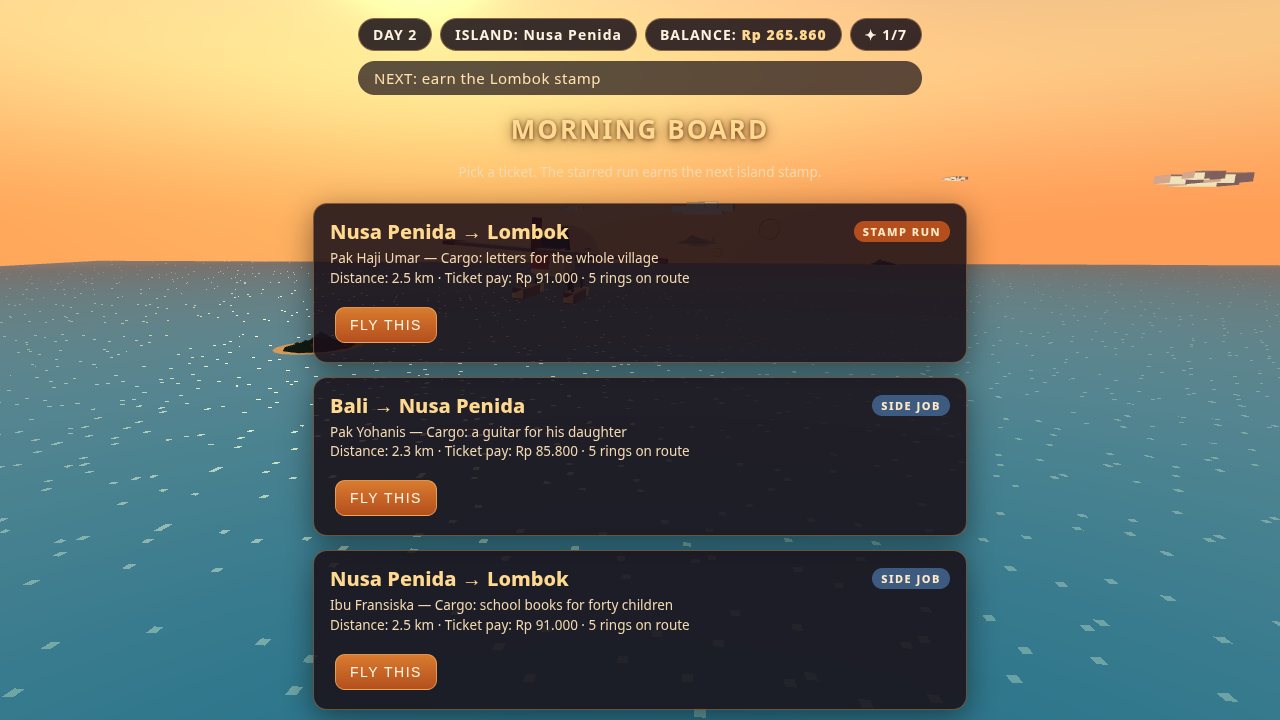 DAY 2
ISLAND: Nusa Penida
BALANCE: Rp 265.860
✦ 1/7
NEXT: earn the Lombok stamp
MORNING BOARD
Pick a ticket. The starred run earns the next island stamp.
Nusa Penida → Lombok
STAMP RUN
Pak Haji Umar — Cargo: letters for the whole village
Distance: 2.5 km · Ticket pay: Rp 91.000 · 5 rings on route
FLY THIS
Bali → Nusa Penida
SIDE JOB
Pak Yohanis — Cargo: a guitar for his daughter
Distance: 2.3 km · Ticket pay: Rp 85.800 · 5 rings on route
FLY THIS
Nusa Penida → Lombok
SIDE JOB
Ibu Fransiska — Cargo: school books for forty children
Distance: 2.5 km · Ticket pay: Rp 91.000 · 5 rings on route
FLY THIS